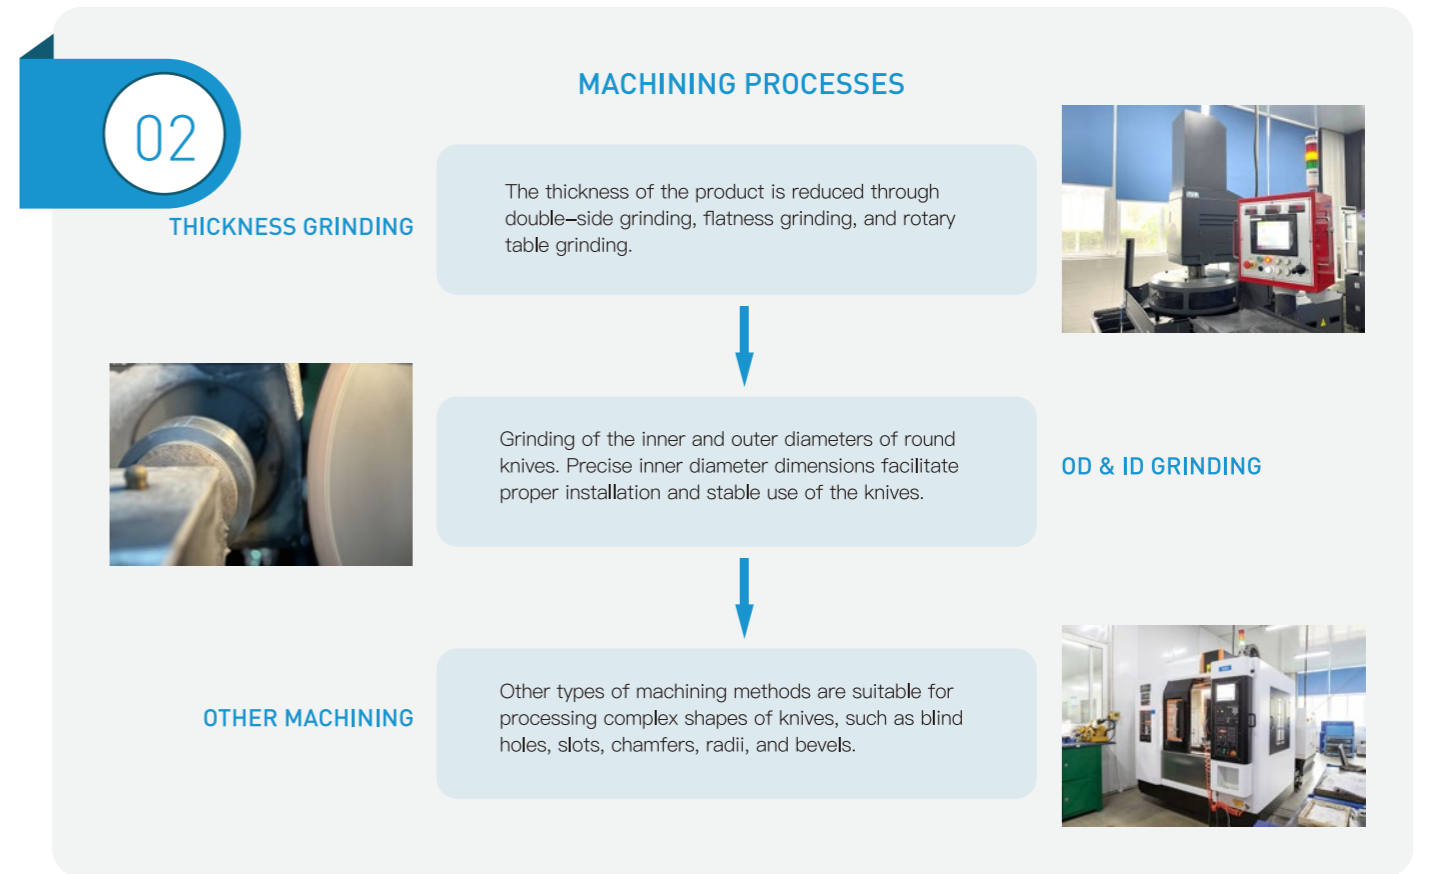 02
MACHINING PROCESSES
THICKNESS GRINDING
The thickness of the product is reduced through
double–side grinding, flatness grinding, and rotary
table grinding.
Grinding of the inner and outer diameters of round
knives. Precise inner diameter dimensions facilitate
proper installation and stable use of the knives.
OD & ID GRINDING
OTHER MACHINING
Other types of machining methods are suitable for
processing complex shapes of knives, such as blind
holes, slots, chamfers, radii, and bevels.